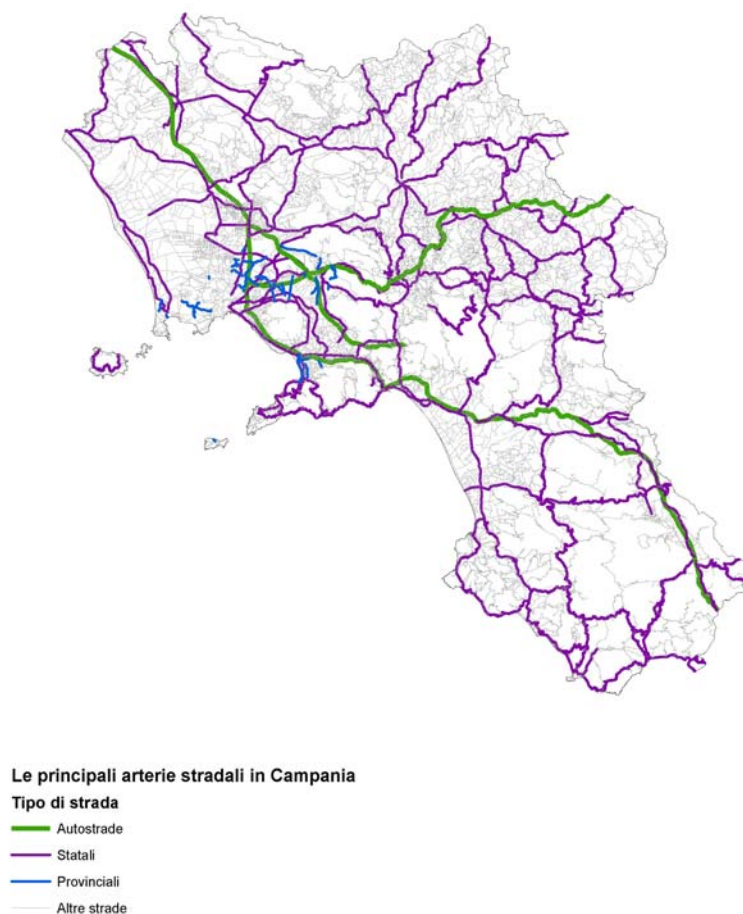 Le principali arterie stradali in Campania
Tipo di strada
Autostrade
Statali
Provinciali
Altre strade